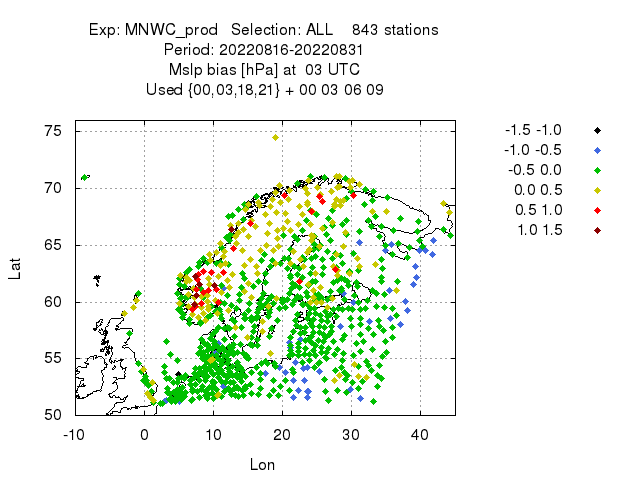 Exp: MNWC_prod   Selection: ALL    843 stations
Period: 20220816-20220831
Mslp bias [hPa] at  03 UTC
Used {00,03,18,21} + 00 03 06 09
-1.5 -1.0
-1.0 -0.5
-0.5 0.0
0.0 0.5
0.5 1.0
1.0 1.5
75
70
65
60
55
50
Lat
-10 0 10 20 30 40
Lon